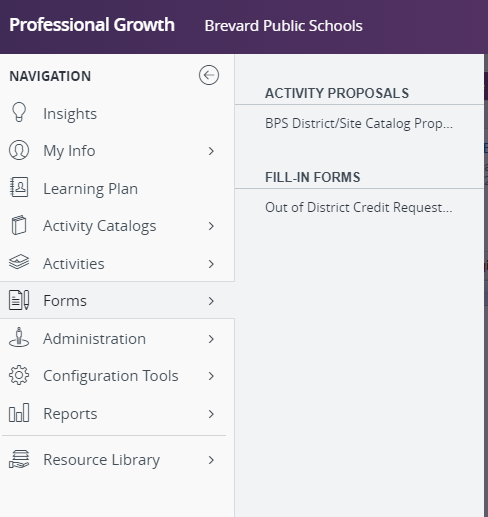 Professional Growth Brevard Public Schools
NAVIGATION
Insights
My Info
Learning Plan
Activity Catalogs
Activities
Forms
Administration
Configuration Tools
Reports
Resource Library
ACTIVITY PROPOSALS
BPS District/Site Catalog Prop...
FILL-IN FORMS
Out of District Credit Request...